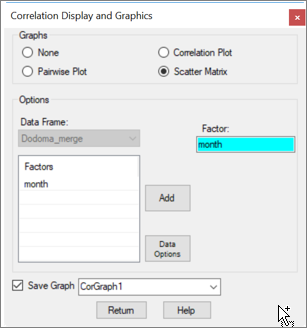 Correlation Display and Graphics
Graphs
None
Correlation Plot
Pairwise Plot
Scatter Matrix
Options
Data Frame:
Factor:
Dodoma_merge
month
Factors
month
Add
Data Options
Save Graph
CorGraph1
Return
Help